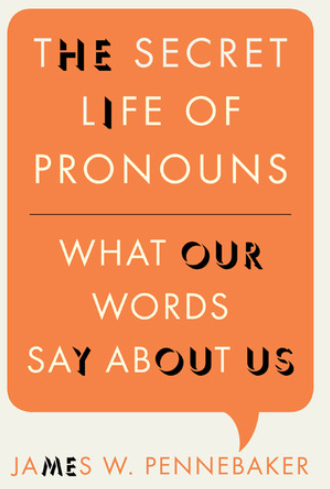 THE SECRET
LIFE OF
PRONOUNS
WHAT OUR
WORDS
SAY ABOUT US
JAMES W. PENNEBAKER